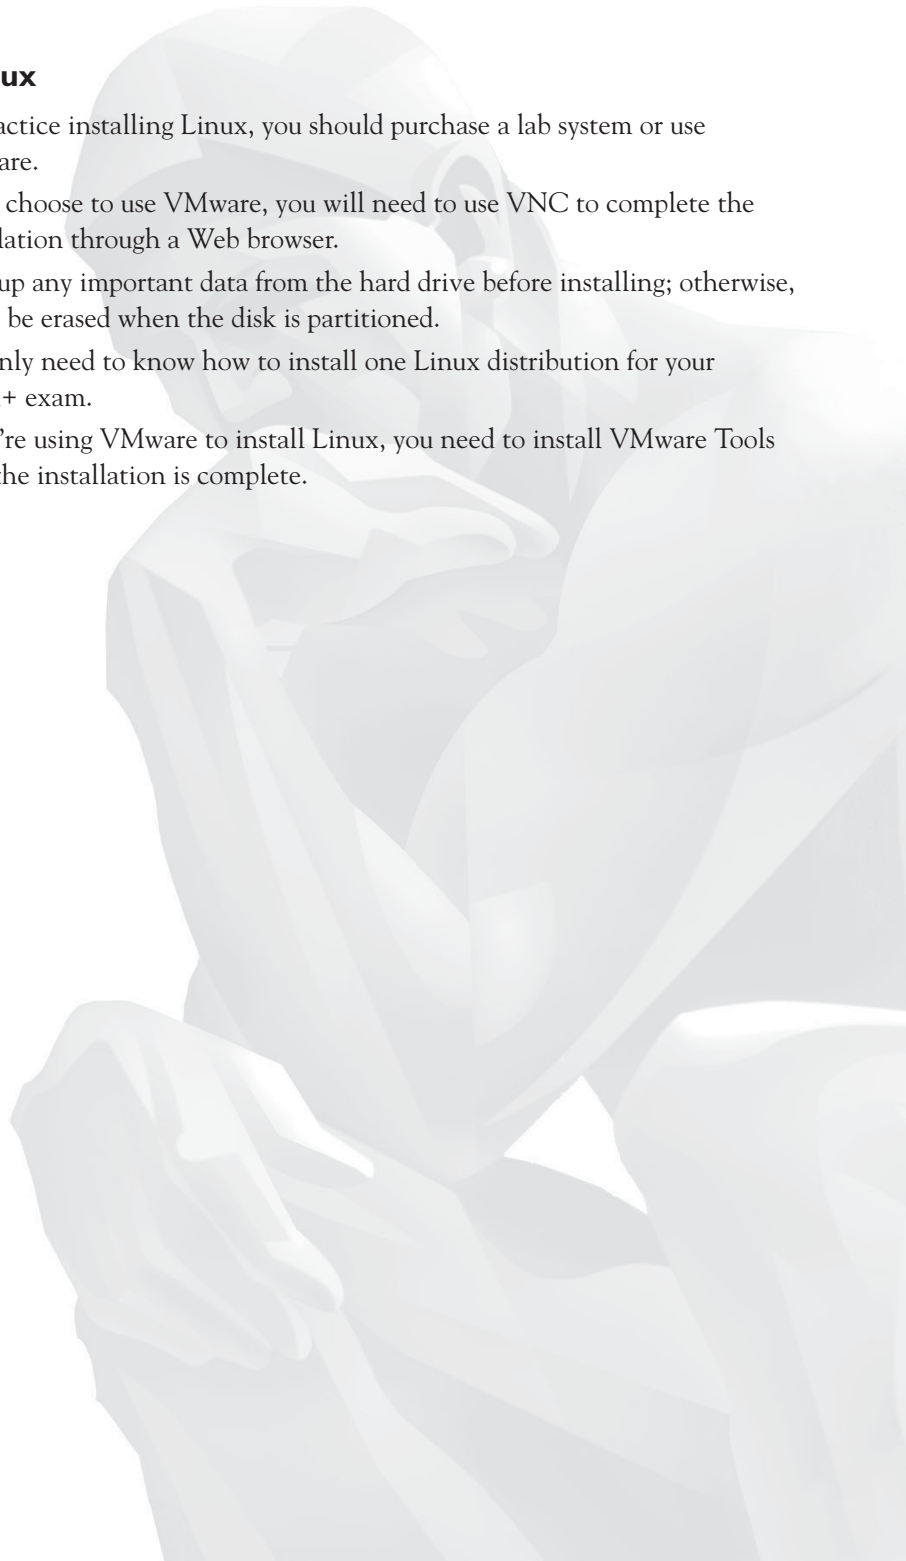 ux
actice installing Linux, you should purchase a lab system or use
are.
choose to use VMware, you will need to use VNC to complete the
lation through a Web browser.
up any important data from the hard drive before installing; otherwise,
be erased when the disk is partitioned.
nly need to know how to install one Linux distribution for your
+ exam.
're using VMware to install Linux, you need to install VMware Tools
the installation is complete.